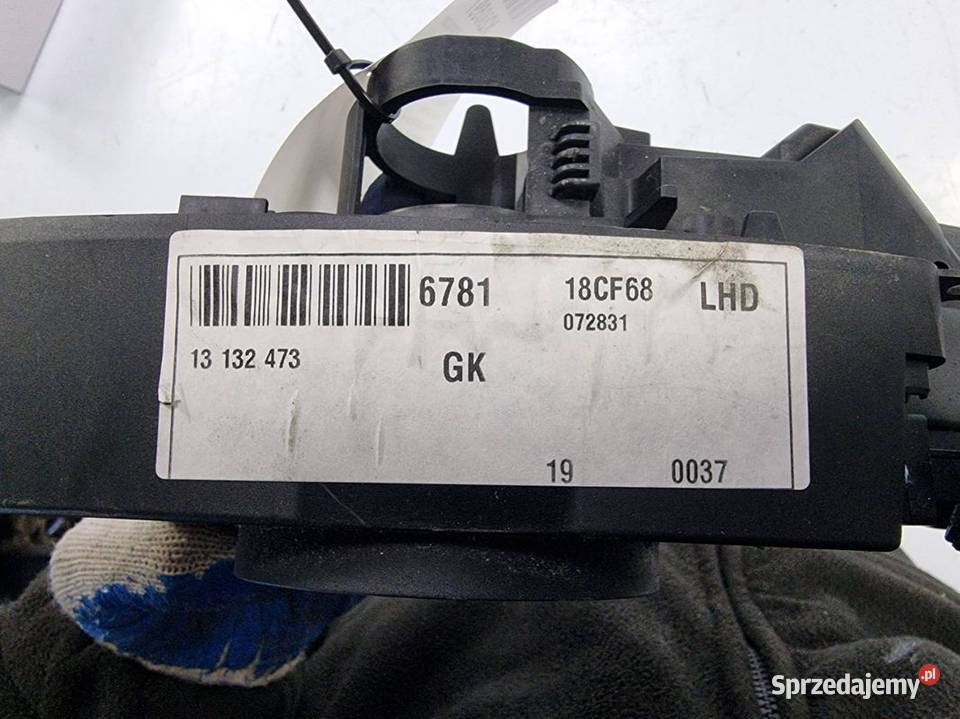 6781 18CF68 LHD
072831
13 132 473 GK
19 0037
Sprzedajemy.pl